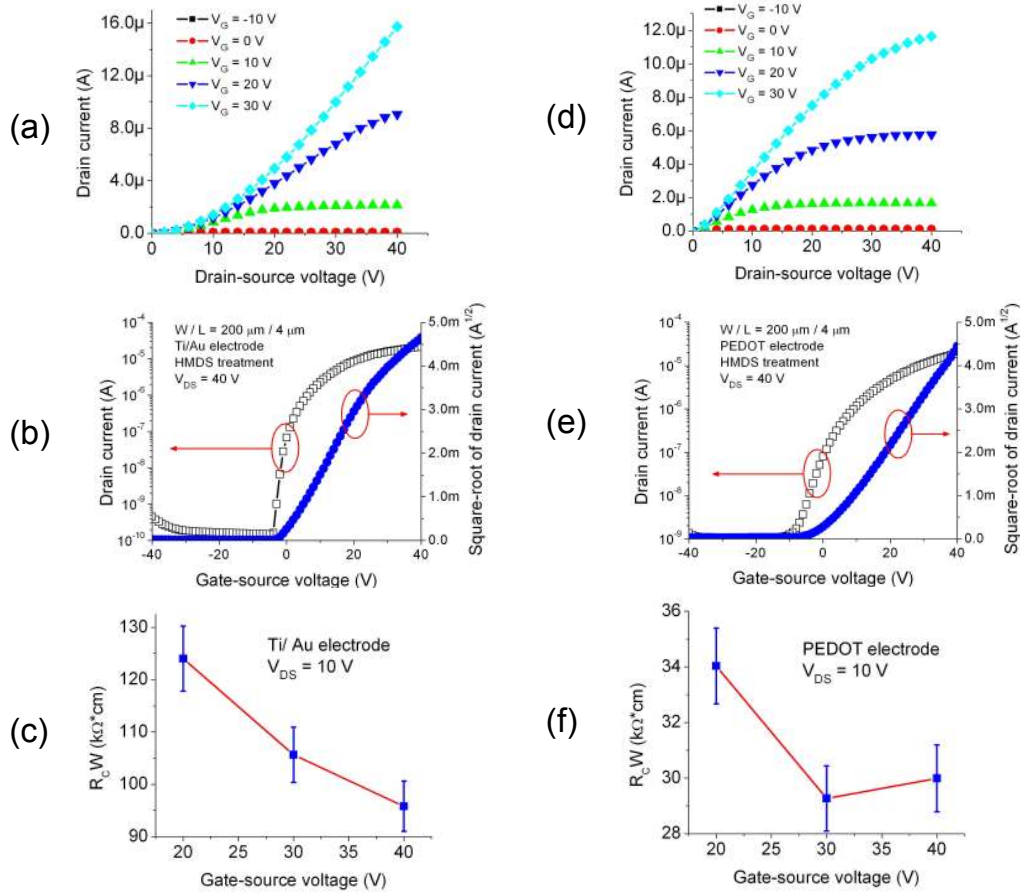 (a)
16.0µ
12.0µ
8.0µ
4.0µ
0.0
Drain current (A)
V_G = -10 V
V_G = 0 V
V_G = 10 V
V_G = 20 V
V_G = 30 V
0 10 20 30 40
Drain-source voltage (V)
(d)
12.0µ
10.0µ
8.0µ
6.0µ
4.0µ
2.0µ
0.0
Drain current (A)
V_G = -10 V
V_G = 0 V
V_G = 10 V
V_G = 20 V
V_G = 30 V
0 10 20 30 40
Drain-source voltage (V)
(b)
10^-4
10^-5
10^-6
10^-7
10^-8
10^-9
10^-10
Drain current (A)
W / L = 200 µm / 4 µm
Ti/Au electrode
HMDS treatment
V_DS = 40 V
5.0m
4.0m
3.0m
2.0m
1.0m
0.0
Square-root of drain current (A^1/2)
-40 -20 0 20 40
Gate-source voltage (V)
(e)
10^-4
10^-5
10^-6
10^-7
10^-8
10^-9
Drain current (A)
W / L = 200 µm / 4 µm
PEDOT electrode
HMDS treatment
V_DS = 40 V
5.0m
4.0m
3.0m
2.0m
1.0m
0.0
Square-root of drain current (A^1/2)
-40 -20 0 20 40
Gate-source voltage (V)
(c)
130
120
110
100
90
R_cW (kΩ*cm)
Ti/ Au electrode
V_DS = 10 V
20 25 30 35 40
Gate-source voltage (V)
(f)
36
34
32
30
28
R_cW (kΩ*cm)
PEDOT electrode
V_DS = 10 V
20 25 30 35 40
Gate-source voltage (V)